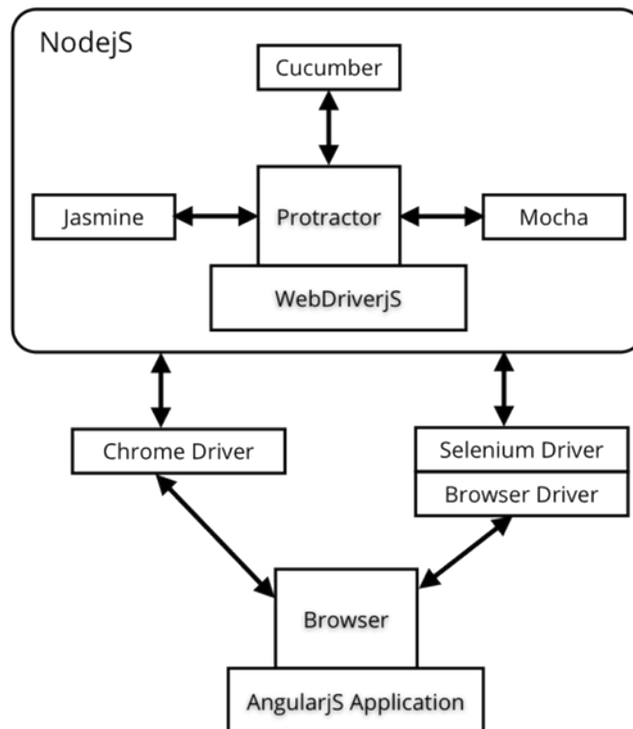 NodejS
Cucumber
Jasmine
Protractor
Mocha
WebDriverjS
Chrome Driver
Selenium Driver
Browser Driver
Browser
AngularjS Application